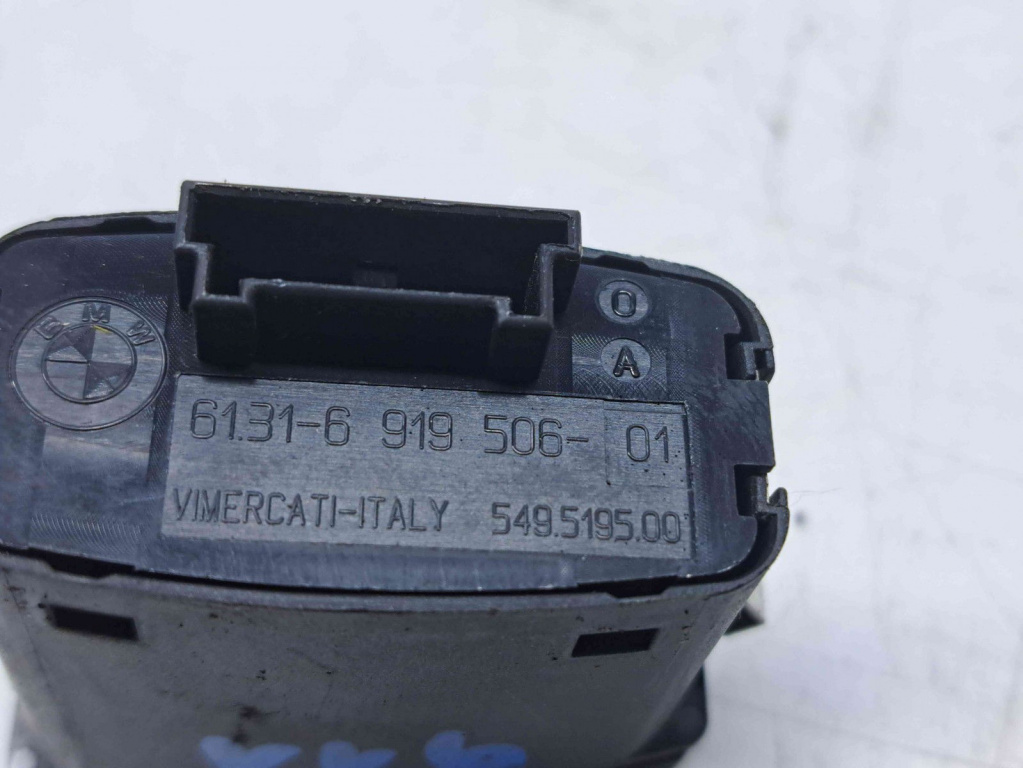 O
BMW
A
61.31-6 919 506- 01
VIMERCATI-ITALY 549.5195.00